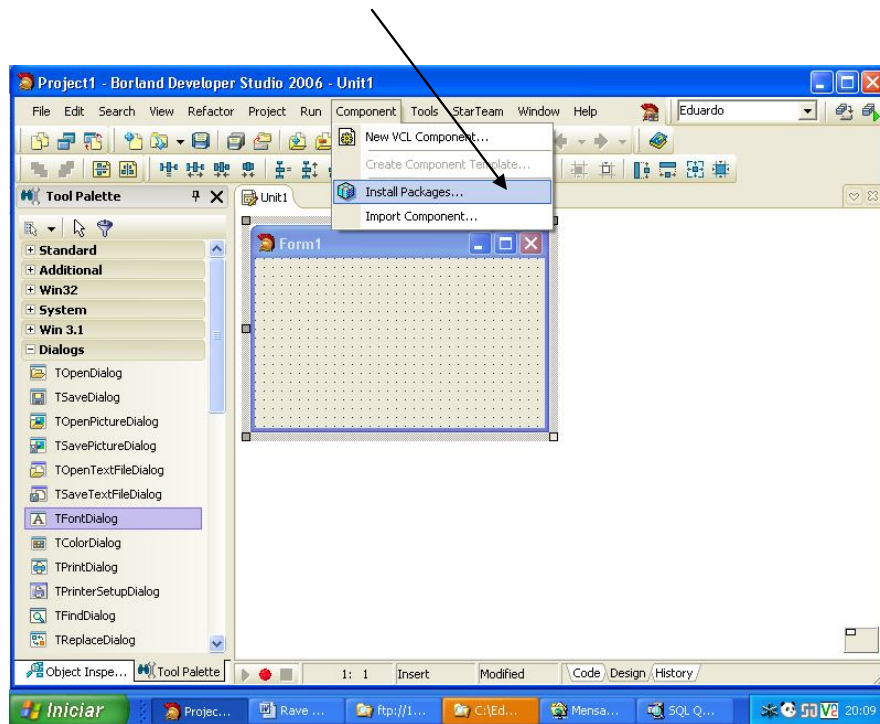 Project1 - Borland Developer Studio 2006 - Unit1
File Edit Search View Refactor Project Run Component Tools StarTeam Window Help Eduardo
New VCL Component...
Create Component Template...
Tool Palette Unit1 Install Packages...
Import Component...
Form1
Standard
Additional
Win32
System
Win 3.1
Dialogs
TOpenDialog
TSaveDialog
TOpenPictureDialog
TSavePictureDialog
TOpenTextFileDialog
TSaveTextFileDialog
A TFontDialog
TColorDialog
TPrintDialog
TPrinterSetupDialog
TFindDialog
TReplaceDialog
Object Inspe... Tool Palette 1: 1 Insert Modified Code Design History
Iniciar Projec... Rave ... ftp://1... C:\Ed... Mensa... SQL Q... 20:09